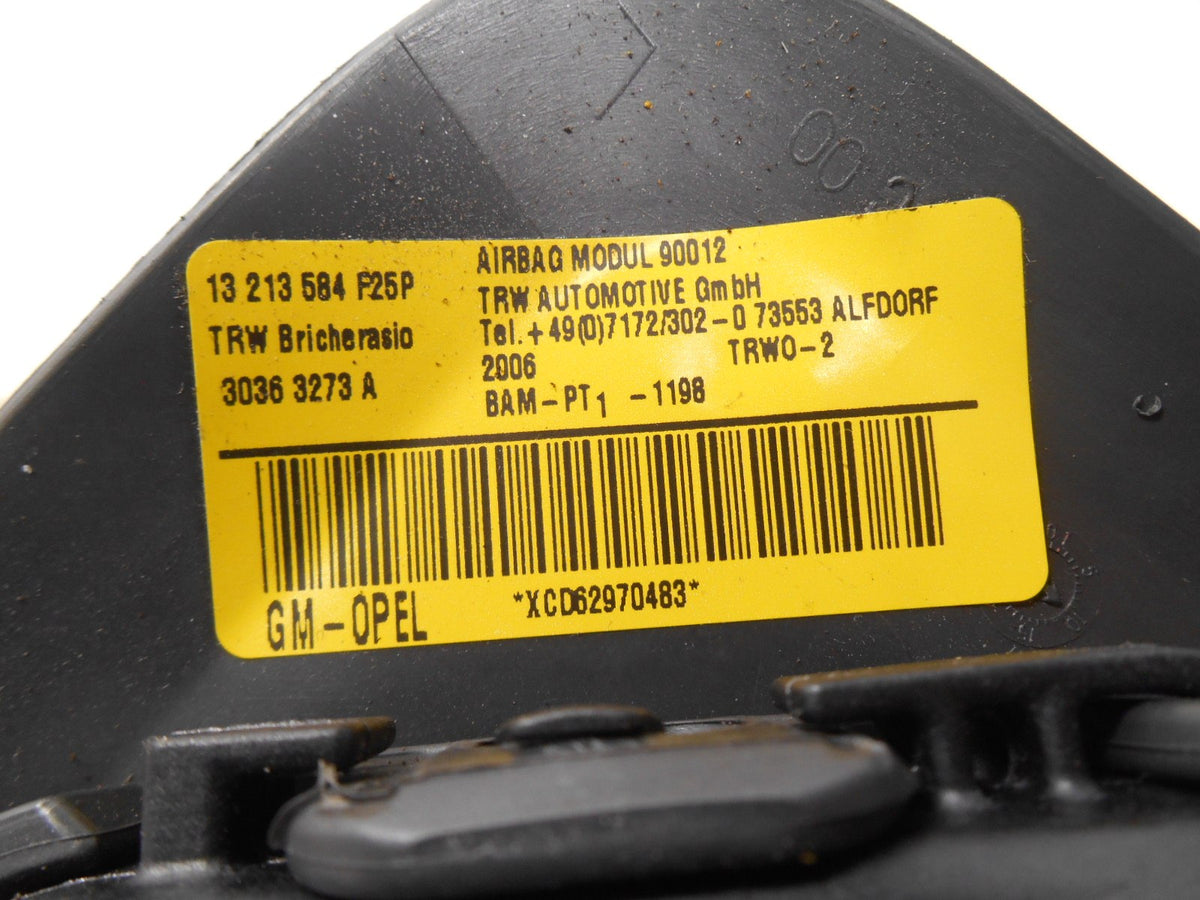 00
13 213 584 F25P
TRW Bricherasio
3036 3273 A
AIRBAG MODUL 90012
TRW AUTOMOTIVE GmbH
Tel. +49(0)7172/302-0 73553 ALFDORF
2006 TRWO-2
BAM-PT1 -1198
GM-OPEL
*XCD62970483*